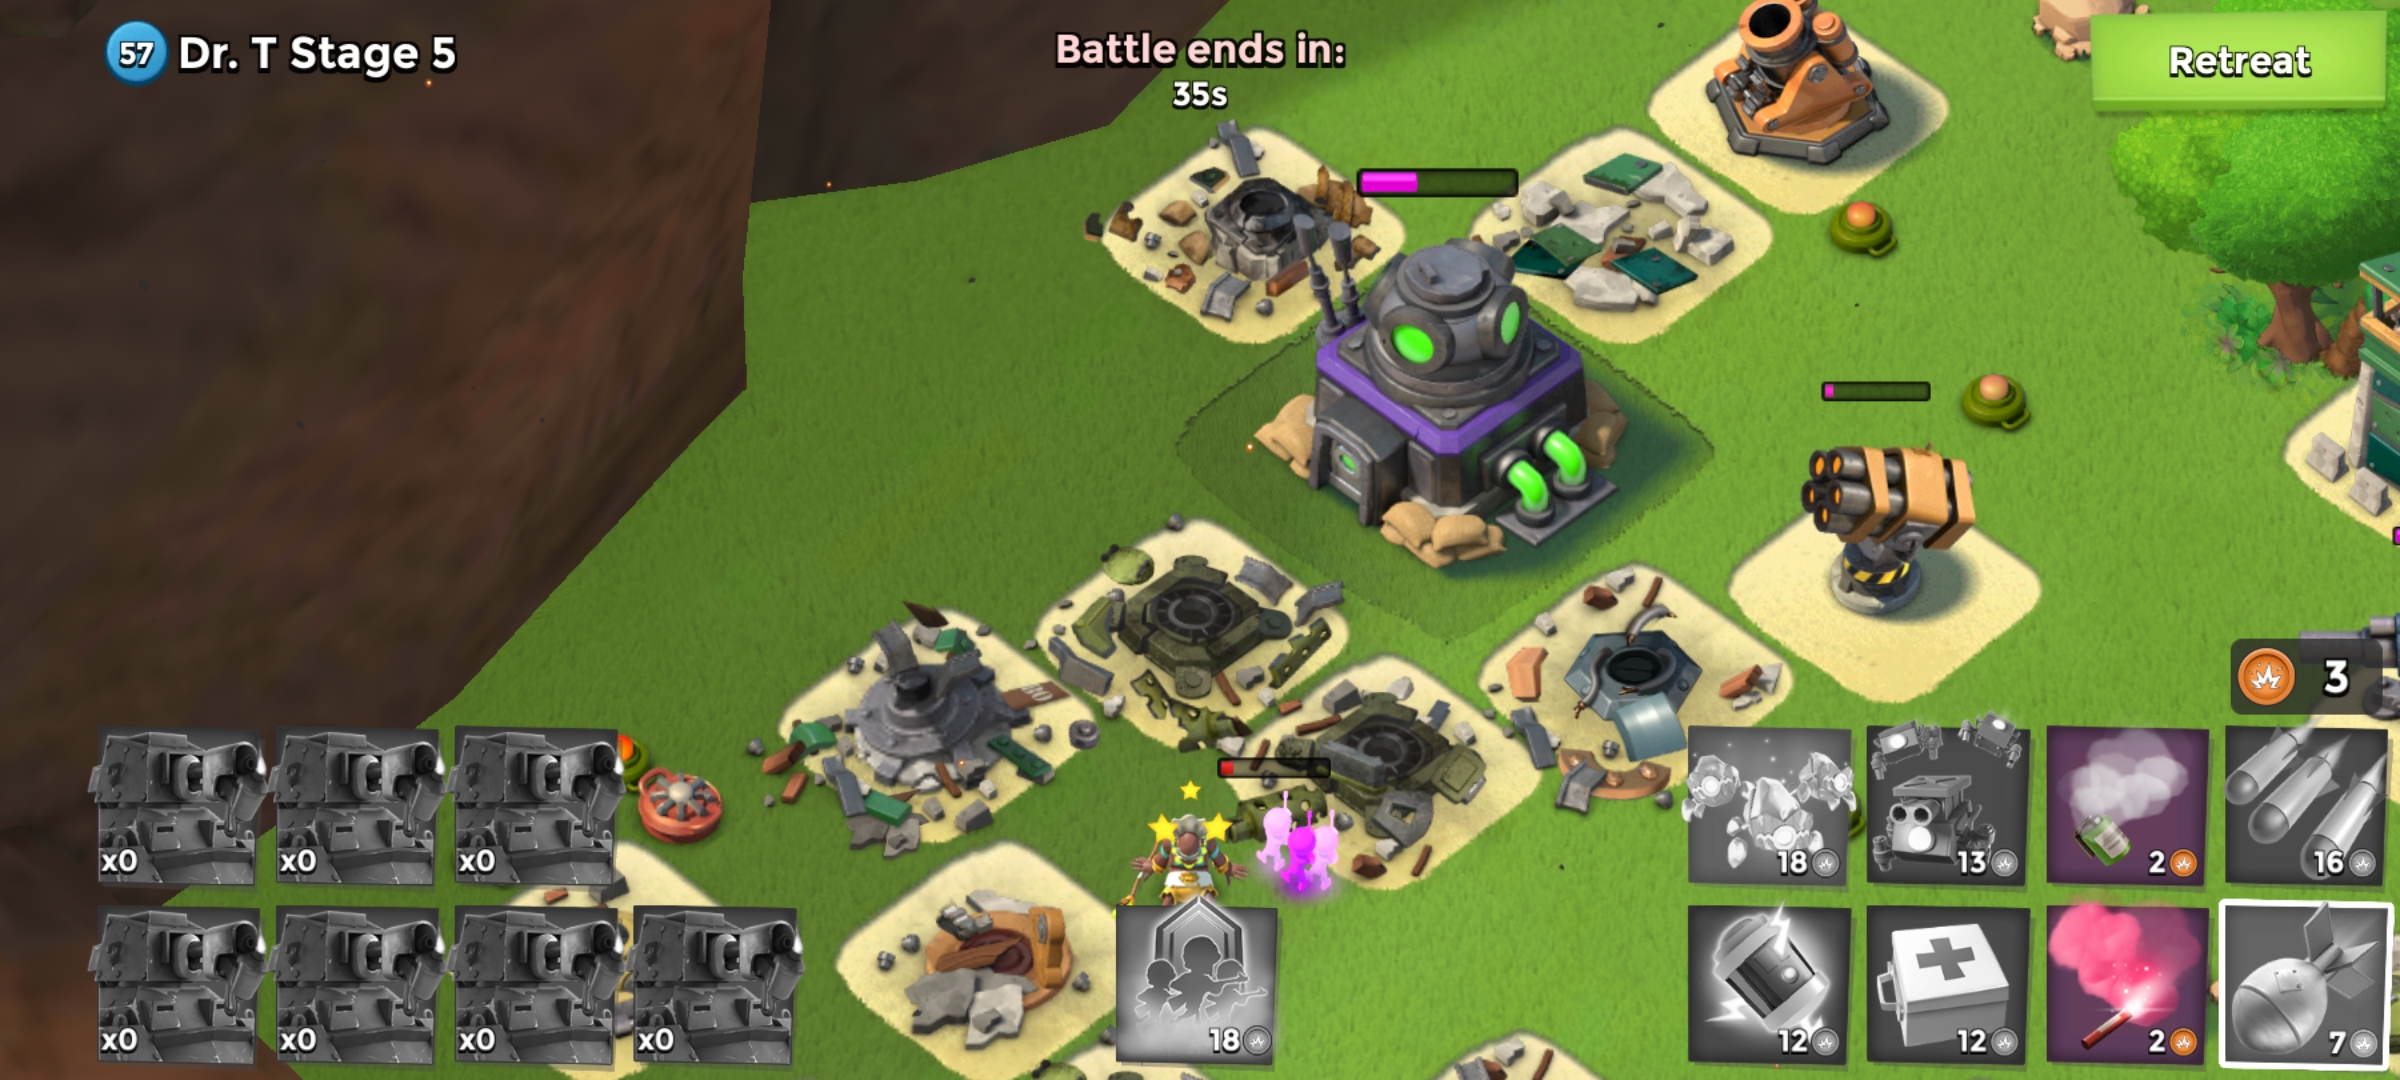 57 Dr. T Stage 5
Battle ends in:
35s
Retreat
30
3
x0 x0 x0
18 13 2 16
x0 x0 x0 x0
18
12 12 2 7